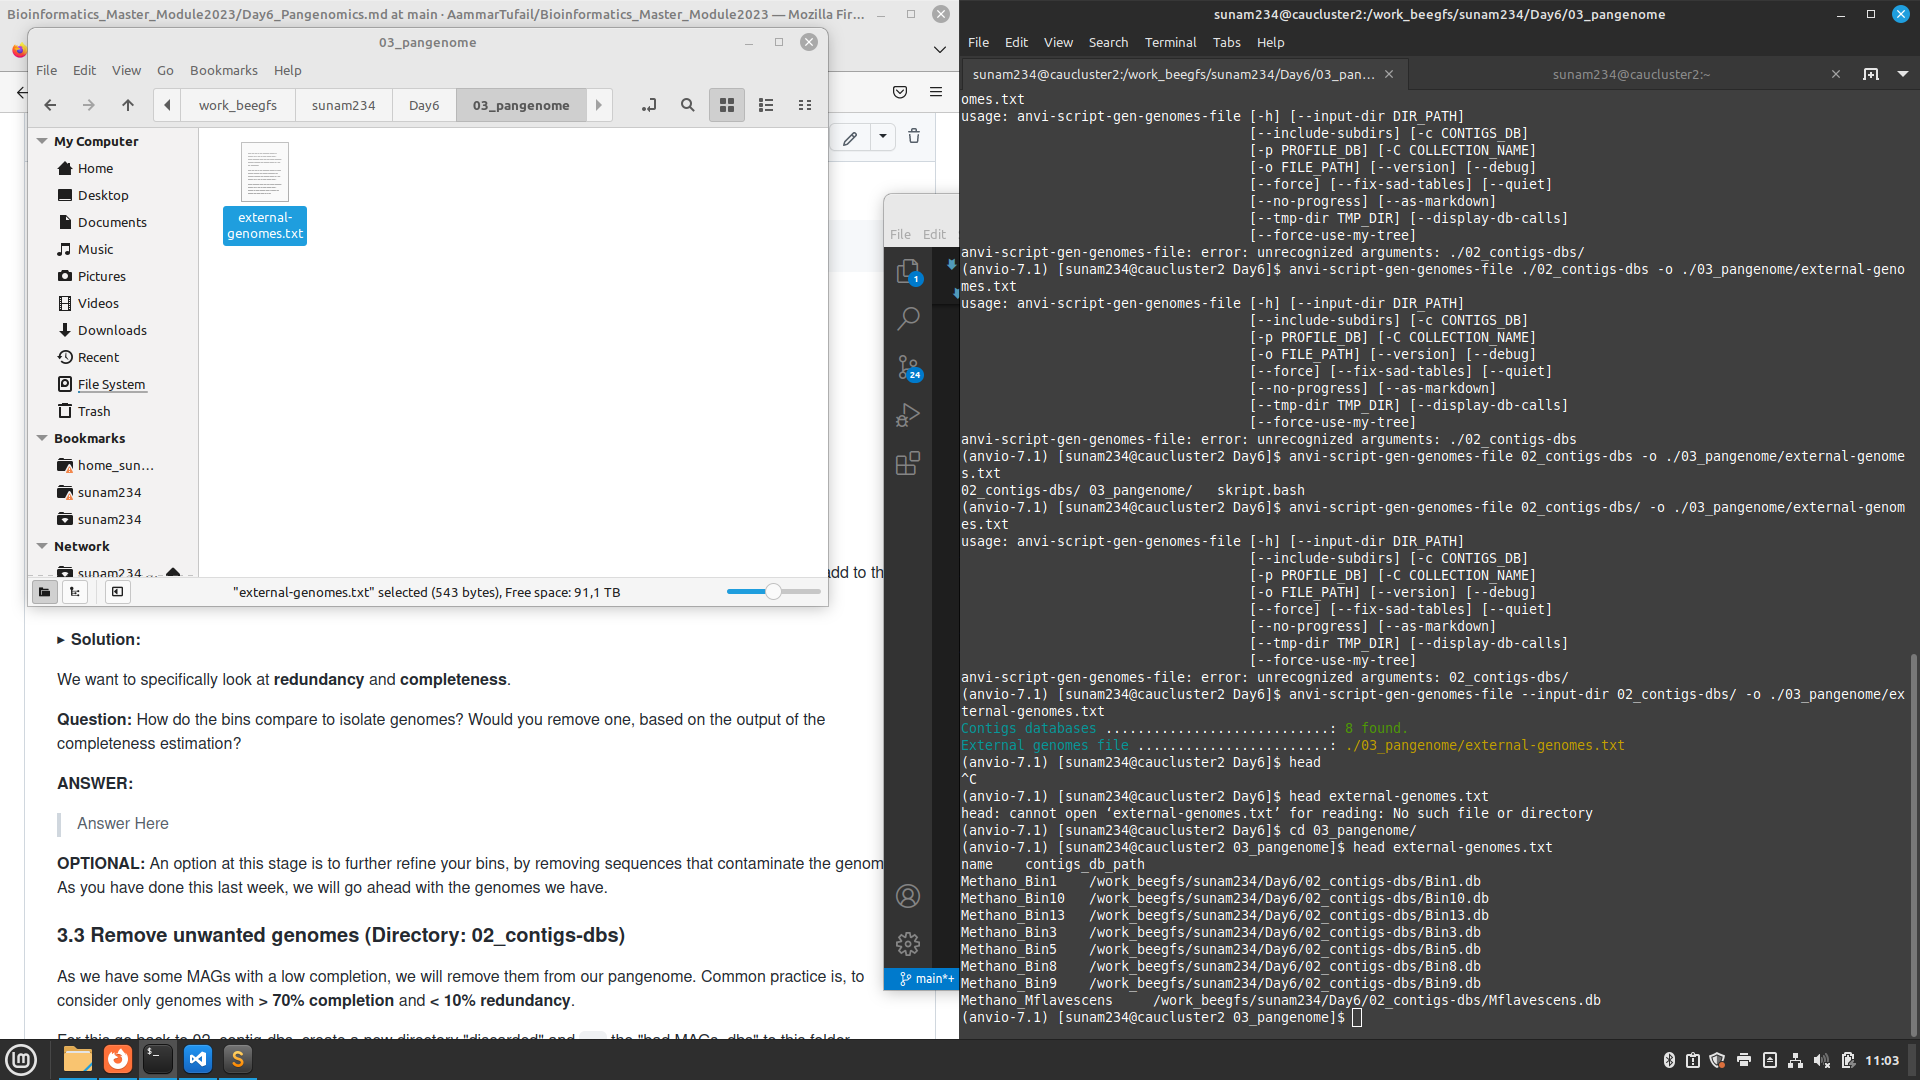 Bioinformatics_Master_Module2023/Day6_Pangenomics.md at main · AammarTufail/Bioinformatics_Master_Module2023 — Mozilla Fir...
03_pangenome
File Edit View Go Bookmarks Help
work_beegfs sunam234 Day6 03_pangenome
My Computer
Home
Desktop
Documents
Music
Pictures
Videos
Downloads
Recent
File System
Trash
Bookmarks
home_sun...
sunam234
sunam234
Network
sunam234
external-
genomes.txt
"external-genomes.txt" selected (543 bytes), Free space: 91,1 TB
add to th
▸ Solution:
We want to specifically look at redundancy and completeness.
Question: How do the bins compare to isolate genomes? Would you remove one, based on the output of the
completeness estimation?
ANSWER:
Answer Here
OPTIONAL: An option at this stage is to further refine your bins, by removing sequences that contaminate the genom
As you have done this last week, we will go ahead with the genomes we have.
3.3 Remove unwanted genomes (Directory: 02_contigs-dbs)
As we have some MAGs with a low completion, we will remove them from our pangenome. Common practice is, to
consider only genomes with > 70% completion and < 10% redundancy.
File Edit
1
24
main*+
sunam234@caucluster2:/work_beegfs/sunam234/Day6/03_pangenome
File Edit View Search Terminal Tabs Help
sunam234@caucluster2:/work_beegfs/sunam234/Day6/03_pan... × sunam234@caucluster2:~ ×
omes.txt
usage: anvi-script-gen-genomes-file [-h] [--input-dir DIR_PATH]
[--include-subdirs] [-c CONTIGS_DB]
[-p PROFILE_DB] [-C COLLECTION_NAME]
[-o FILE_PATH] [--version] [--debug]
[--force] [--fix-sad-tables] [--quiet]
[--no-progress] [--as-markdown]
[--tmp-dir TMP_DIR] [--display-db-calls]
[--force-use-my-tree]
anvi-script-gen-genomes-file: error: unrecognized arguments: ./02_contigs-dbs/
(anvio-7.1) [sunam234@caucluster2 Day6]$ anvi-script-gen-genomes-file ./02_contigs-dbs -o ./03_pangenome/external-geno
mes.txt
usage: anvi-script-gen-genomes-file [-h] [--input-dir DIR_PATH]
[--include-subdirs] [-c CONTIGS_DB]
[-p PROFILE_DB] [-C COLLECTION_NAME]
[-o FILE_PATH] [--version] [--debug]
[--force] [--fix-sad-tables] [--quiet]
[--no-progress] [--as-markdown]
[--tmp-dir TMP_DIR] [--display-db-calls]
[--force-use-my-tree]
anvi-script-gen-genomes-file: error: unrecognized arguments: ./02_contigs-dbs
(anvio-7.1) [sunam234@caucluster2 Day6]$ anvi-script-gen-genomes-file 02_contigs-dbs -o ./03_pangenome/external-genome
s.txt
02_contigs-dbs/ 03_pangenome/   skript.bash
(anvio-7.1) [sunam234@caucluster2 Day6]$ anvi-script-gen-genomes-file 02_contigs-dbs/ -o ./03_pangenome/external-genom
es.txt
usage: anvi-script-gen-genomes-file [-h] [--input-dir DIR_PATH]
[--include-subdirs] [-c CONTIGS_DB]
[-p PROFILE_DB] [-C COLLECTION_NAME]
[-o FILE_PATH] [--version] [--debug]
[--force] [--fix-sad-tables] [--quiet]
[--no-progress] [--as-markdown]
[--tmp-dir TMP_DIR] [--display-db-calls]
[--force-use-my-tree]
anvi-script-gen-genomes-file: error: unrecognized arguments: 02_contigs-dbs/
(anvio-7.1) [sunam234@caucluster2 Day6]$ anvi-script-gen-genomes-file --input-dir 02_contigs-dbs/ -o ./03_pangenome/ex
ternal-genomes.txt
Contigs databases ............................: 8 found.
External genomes file ........................: ./03_pangenome/external-genomes.txt
(anvio-7.1) [sunam234@caucluster2 Day6]$ head
^C
(anvio-7.1) [sunam234@caucluster2 Day6]$ head external-genomes.txt
head: cannot open ‘external-genomes.txt’ for reading: No such file or directory
(anvio-7.1) [sunam234@caucluster2 Day6]$ cd 03_pangenome/
(anvio-7.1) [sunam234@caucluster2 03_pangenome]$ head external-genomes.txt
name    contigs_db_path
Methano_Bin1    /work_beegfs/sunam234/Day6/02_contigs-dbs/Bin1.db
Methano_Bin10   /work_beegfs/sunam234/Day6/02_contigs-dbs/Bin10.db
Methano_Bin13   /work_beegfs/sunam234/Day6/02_contigs-dbs/Bin13.db
Methano_Bin3    /work_beegfs/sunam234/Day6/02_contigs-dbs/Bin3.db
Methano_Bin5    /work_beegfs/sunam234/Day6/02_contigs-dbs/Bin5.db
Methano_Bin8    /work_beegfs/sunam234/Day6/02_contigs-dbs/Bin8.db
Methano_Bin9    /work_beegfs/sunam234/Day6/02_contigs-dbs/Bin9.db
Methano_Mflavescens     /work_beegfs/sunam234/Day6/02_contigs-dbs/Mflavescens.db
(anvio-7.1) [sunam234@caucluster2 03_pangenome]$
11:03